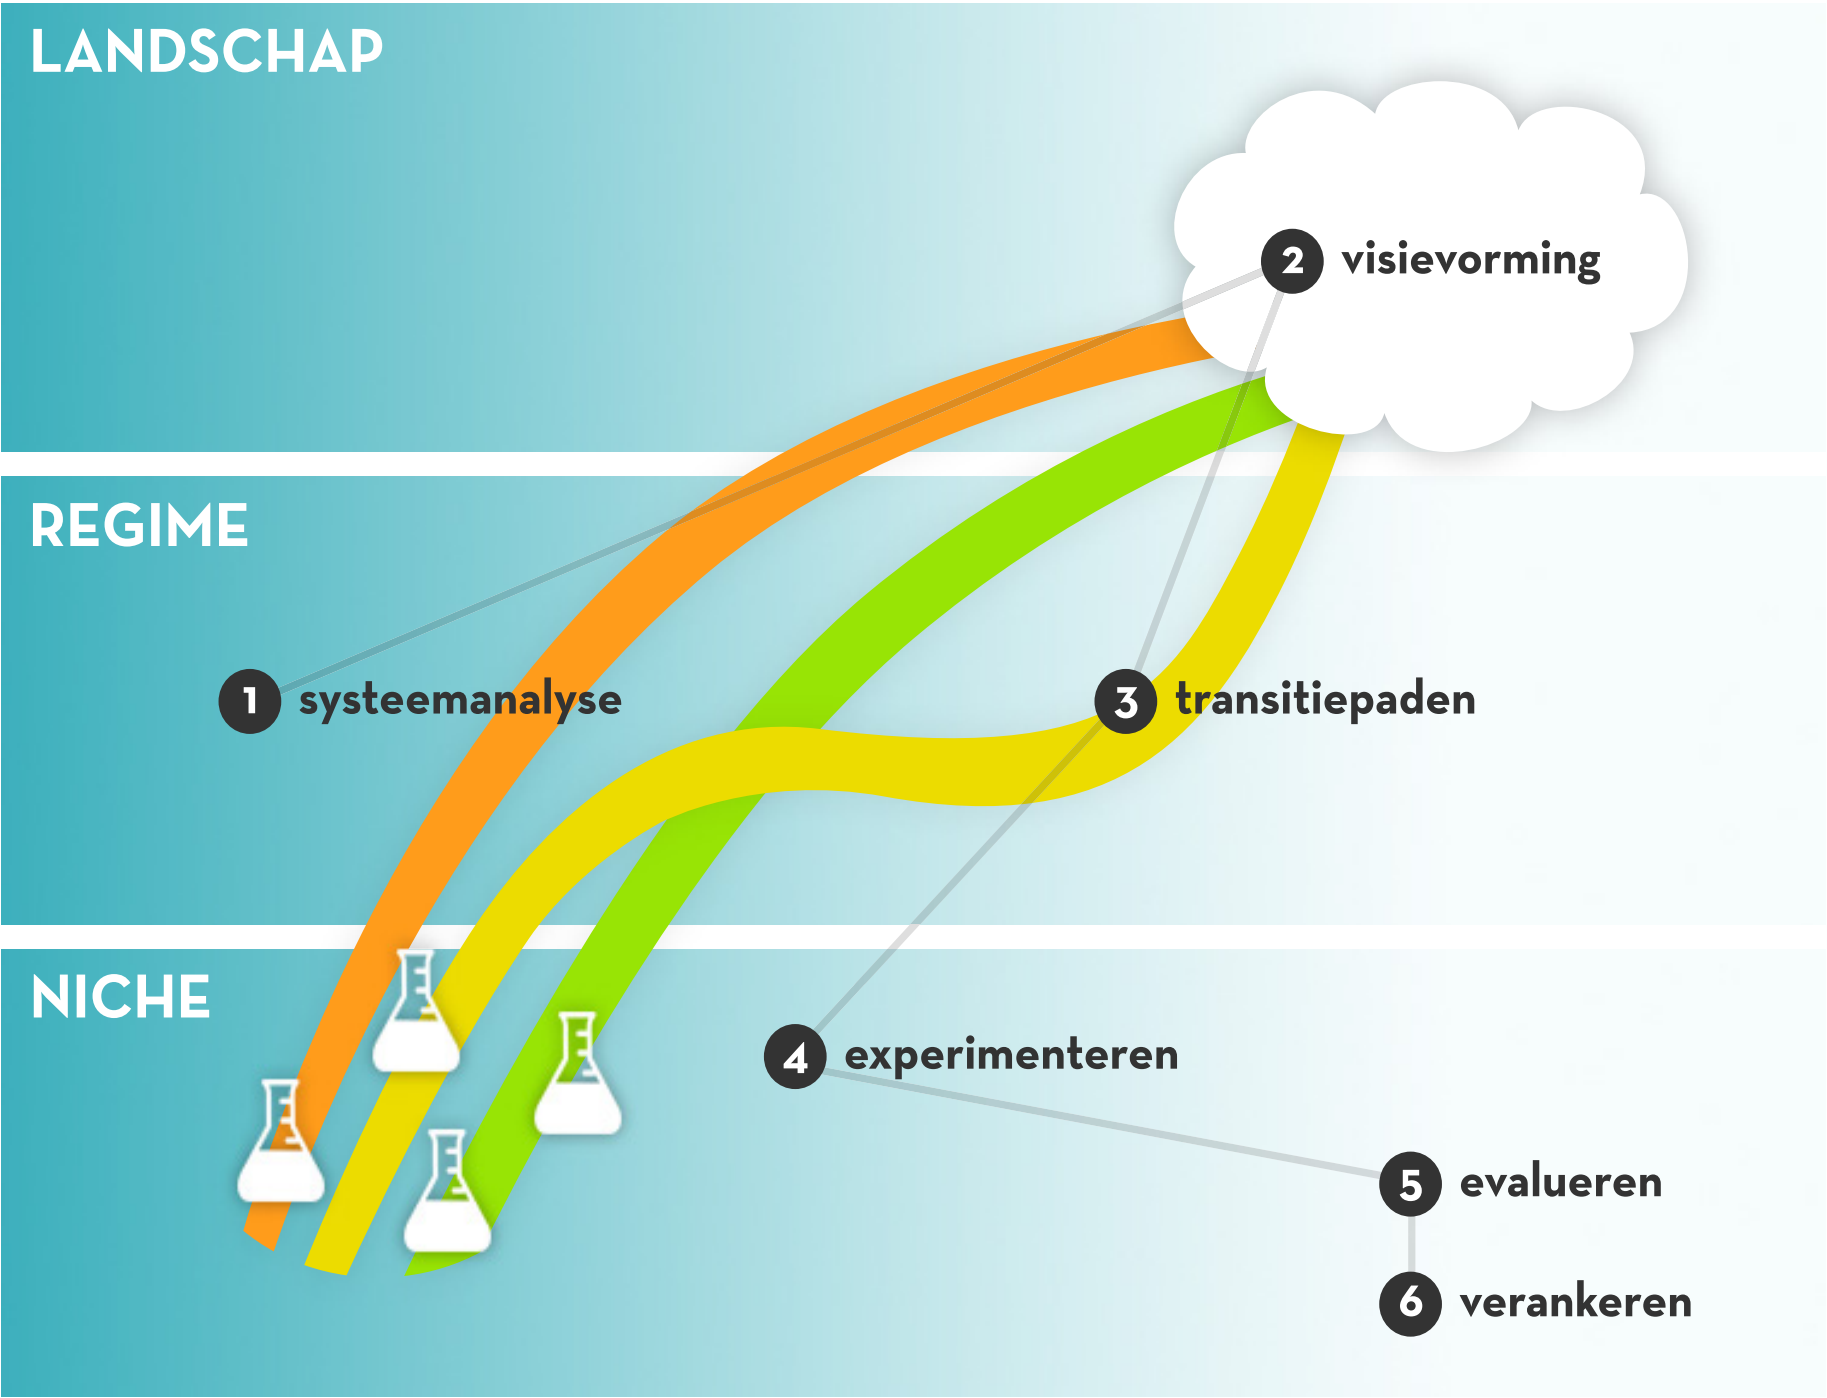 LANDSCHAP
2 visievorming
REGIME
1 systeemanalyse
3 transitiepaden
NICHE
4 experimenteren
5 evalueren
6 verankeren